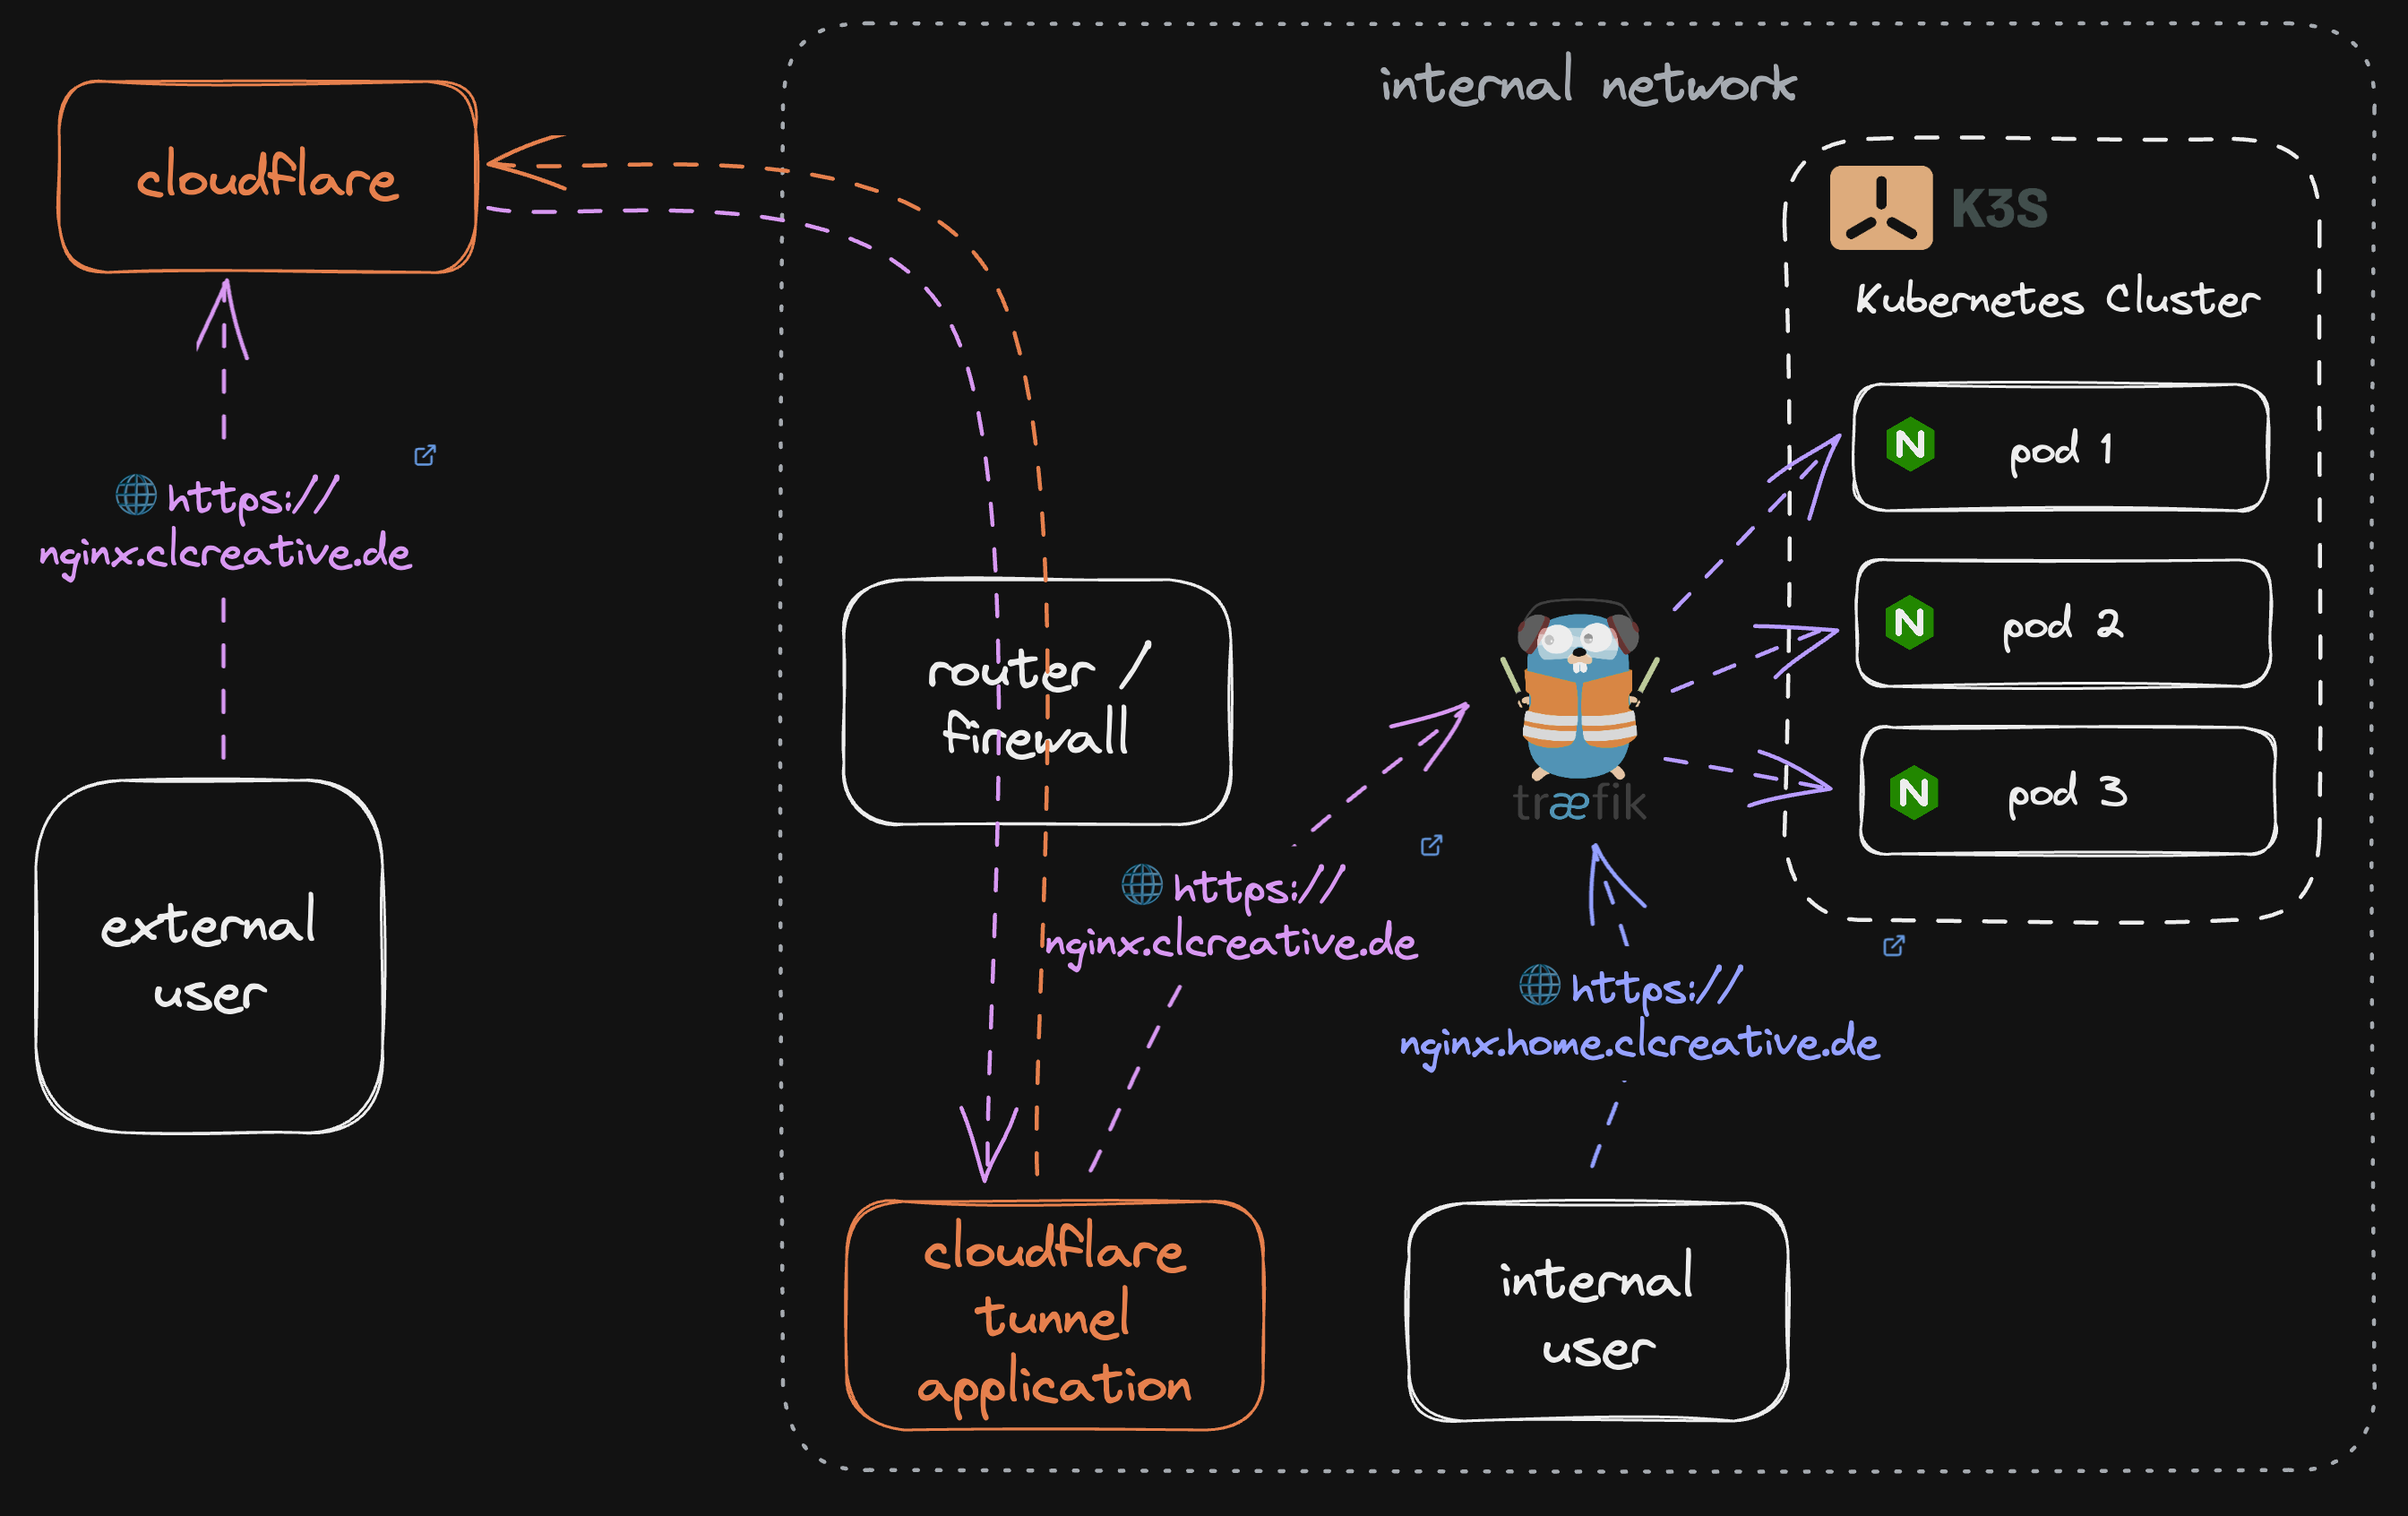 internal network
cloudflare
K3S
Kubernetes Cluster
N
pod 1
https://
nginx.clcreative.de
N
pod 2
router /
firewall
N
pod 3
træfik
https://
nginx.clcreative.de
external
user
https://
nginx.home.clcreative.de
cloudflare
tunnel
application
internal
user